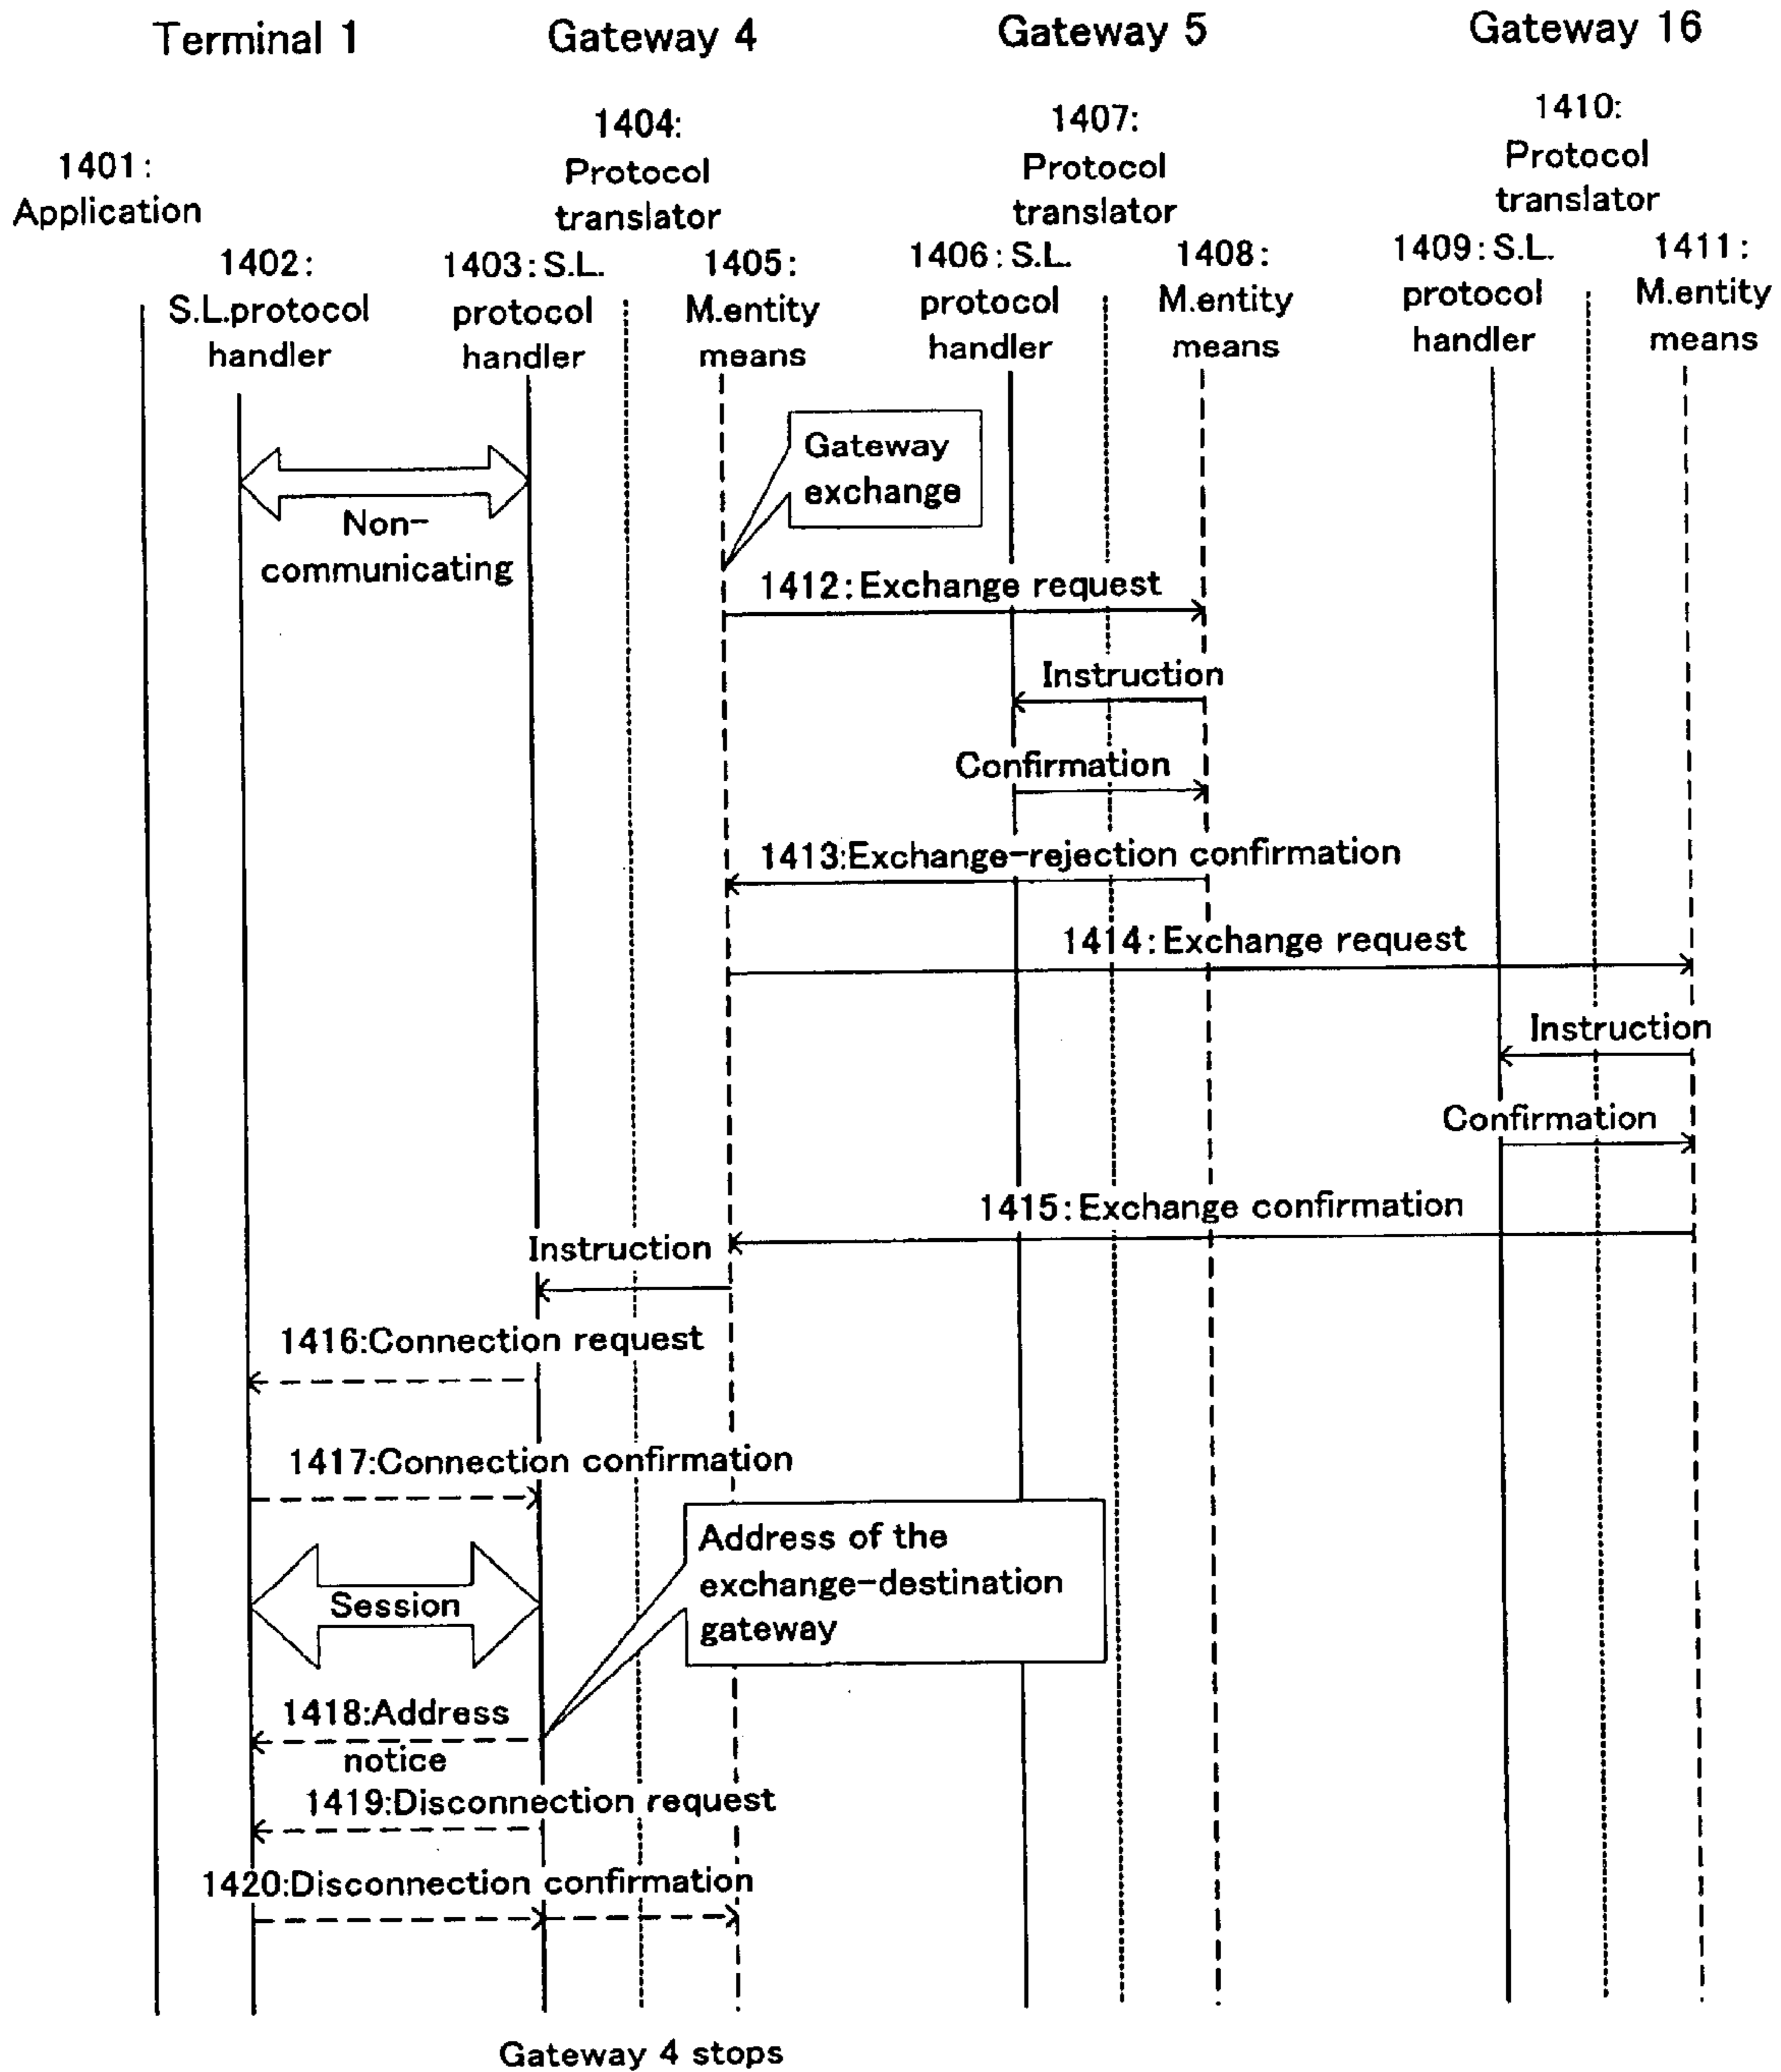 Terminal 1
Gateway 4
Gateway 5
Gateway 16
1401:
Application
1402:
S.L.protocol
handler
1403:S.L.
protocol
handler
1404:
Protocol
translator
1405:
M.entity
means
1406:S.L.
protocol
handler
1407:
Protocol
translator
1408:
M.entity
means
1409:S.L.
protocol
handler
1410:
Protocol
translator
1411:
M.entity
means
Non-
communicating
Gateway
exchange
1412:Exchange request
Instruction
Confirmation
1413:Exchange-rejection confirmation
1414:Exchange request
Instruction
Confirmation
1415:Exchange confirmation
Instruction
1416:Connection request
1417:Connection confirmation
Session
Address of the
exchange-destination
gateway
1418:Address
notice
1419:Disconnection request
1420:Disconnection confirmation
Gateway 4 stops